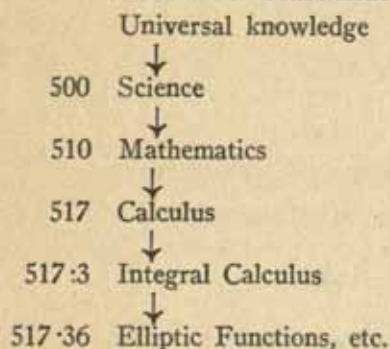 Universal knowledge
500 Science
510 Mathematics
517 Calculus
517:3 Integral Calculus
517·36 Elliptic Functions, etc.